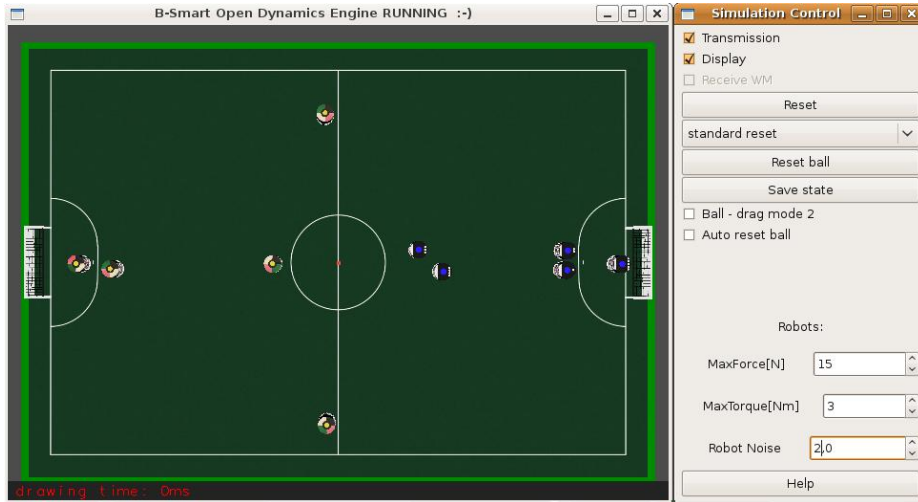 B-Smart Open Dynamics Engine RUNNING :-)
drawing time: 0ms
Simulation Control
Transmission
Display
Receive WM
Reset
standard reset
Reset ball
Save state
Ball - drag mode 2
Auto reset ball
Robots:
MaxForce[N] 15
MaxTorque[Nm] 3
Robot Noise 2,0
Help